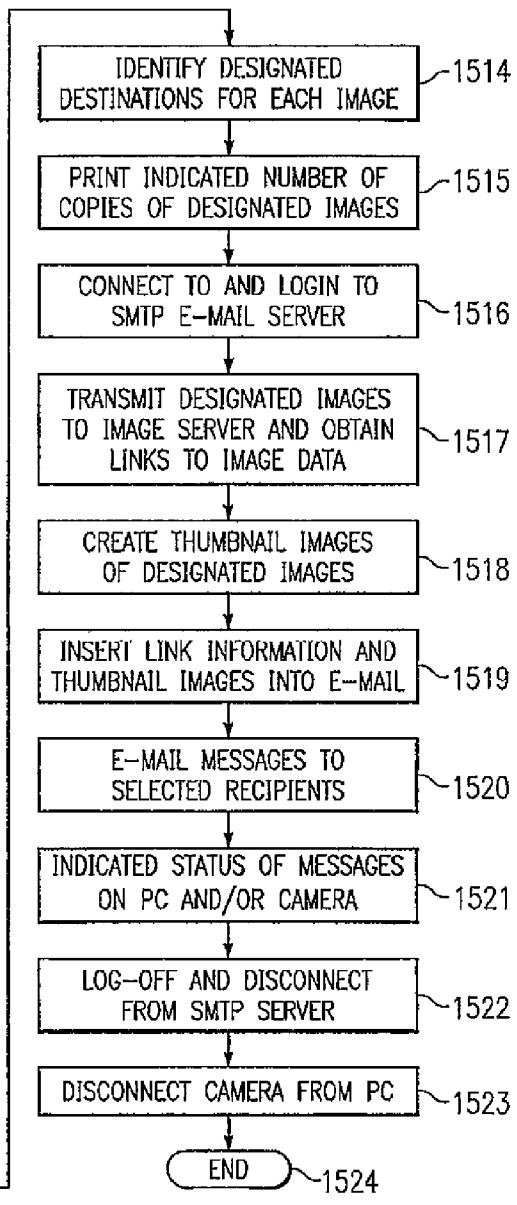 IDENTIFY DESIGNATED
DESTINATIONS FOR EACH IMAGE
1514
PRINT INDICATED NUMBER OF
COPIES OF DESIGNATED IMAGES
1515
CONNECT TO AND LOGIN TO
SMTP E-MAIL SERVER
1516
TRANSMIT DESIGNATED IMAGES
TO IMAGE SERVER AND OBTAIN
LINKS TO IMAGE DATA
1517
CREATE THUMBNAIL IMAGES
OF DESIGNATED IMAGES
1518
INSERT LINK INFORMATION AND
THUMBNAIL IMAGES INTO E-MAIL
1519
E-MAIL MESSAGES TO
SELECTED RECIPIENTS
1520
INDICATED STATUS OF MESSAGES
ON PC AND/OR CAMERA
1521
LOG-OFF AND DISCONNECT
FROM SMTP SERVER
1522
DISCONNECT CAMERA FROM PC
1523
END
1524